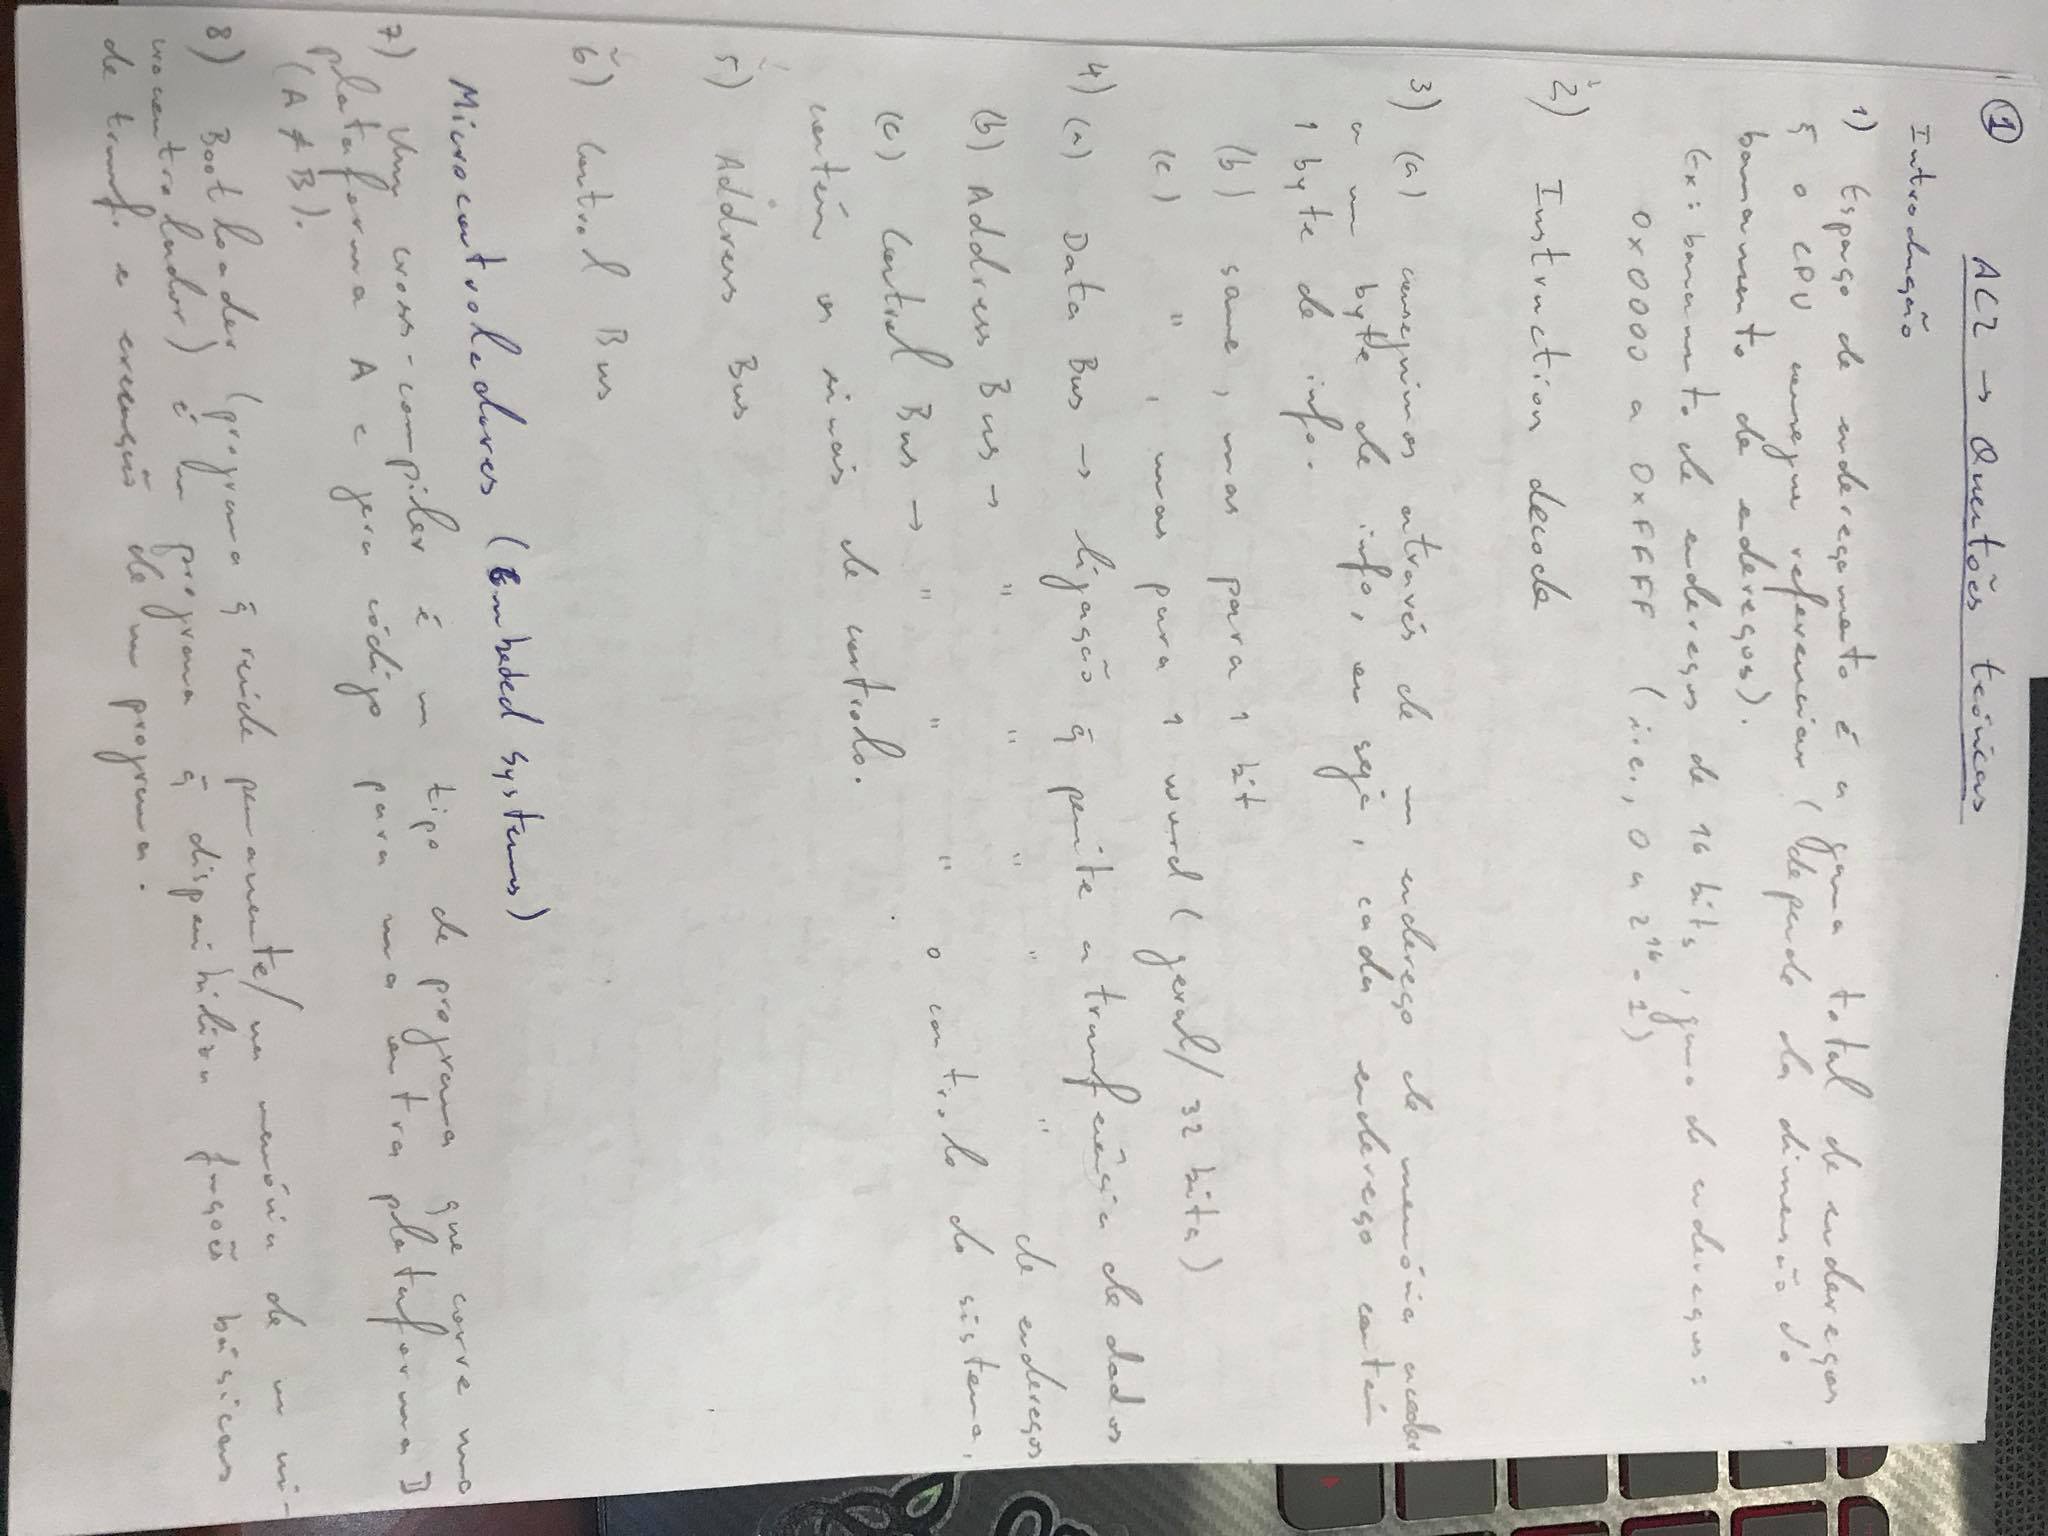 1
AC2 → Questões teóricas
Introdução
1) Espaço de endereçamento é a gama total de endereços
q̃ o CPU consegue referenciar (depende da dimensão do
barramento de endereços).
Ex: barramento de endereços de 16 bits, gama de endereços:
0x0000 a 0xFFFF (i.e., 0 a 2^16 - 1)
2) Instruction decode
3) (a) conseguimos através de um endereço de memória aceder
a um byte de info, ou seja, cada endereço contém
1 byte de info.
(b) same, mas para 1 bit
(c) " , mas para 1 word (geral/ 32 bits)
4) (a) Data Bus → ligação q̃ permite a transferência de dados
(b) Address Bus → " " " " " de endereços
(c) Control Bus → " " " o controlo do sistema,
contém os sinais de controlo.
5) Address Bus
6) Control Bus
Microcontroladores (Embeded Systems)
7) Um cross-compiler é um tipo de programa que corre numa
plataforma A e gera código para uma outra plataforma B
(A ≠ B).
8) Bootloader (programa q̃ reside permanente/ na memória de um mi-
crocontrolador) é um programa q̃ disponibiliza funções básicas
de transf. e execução de um programa.